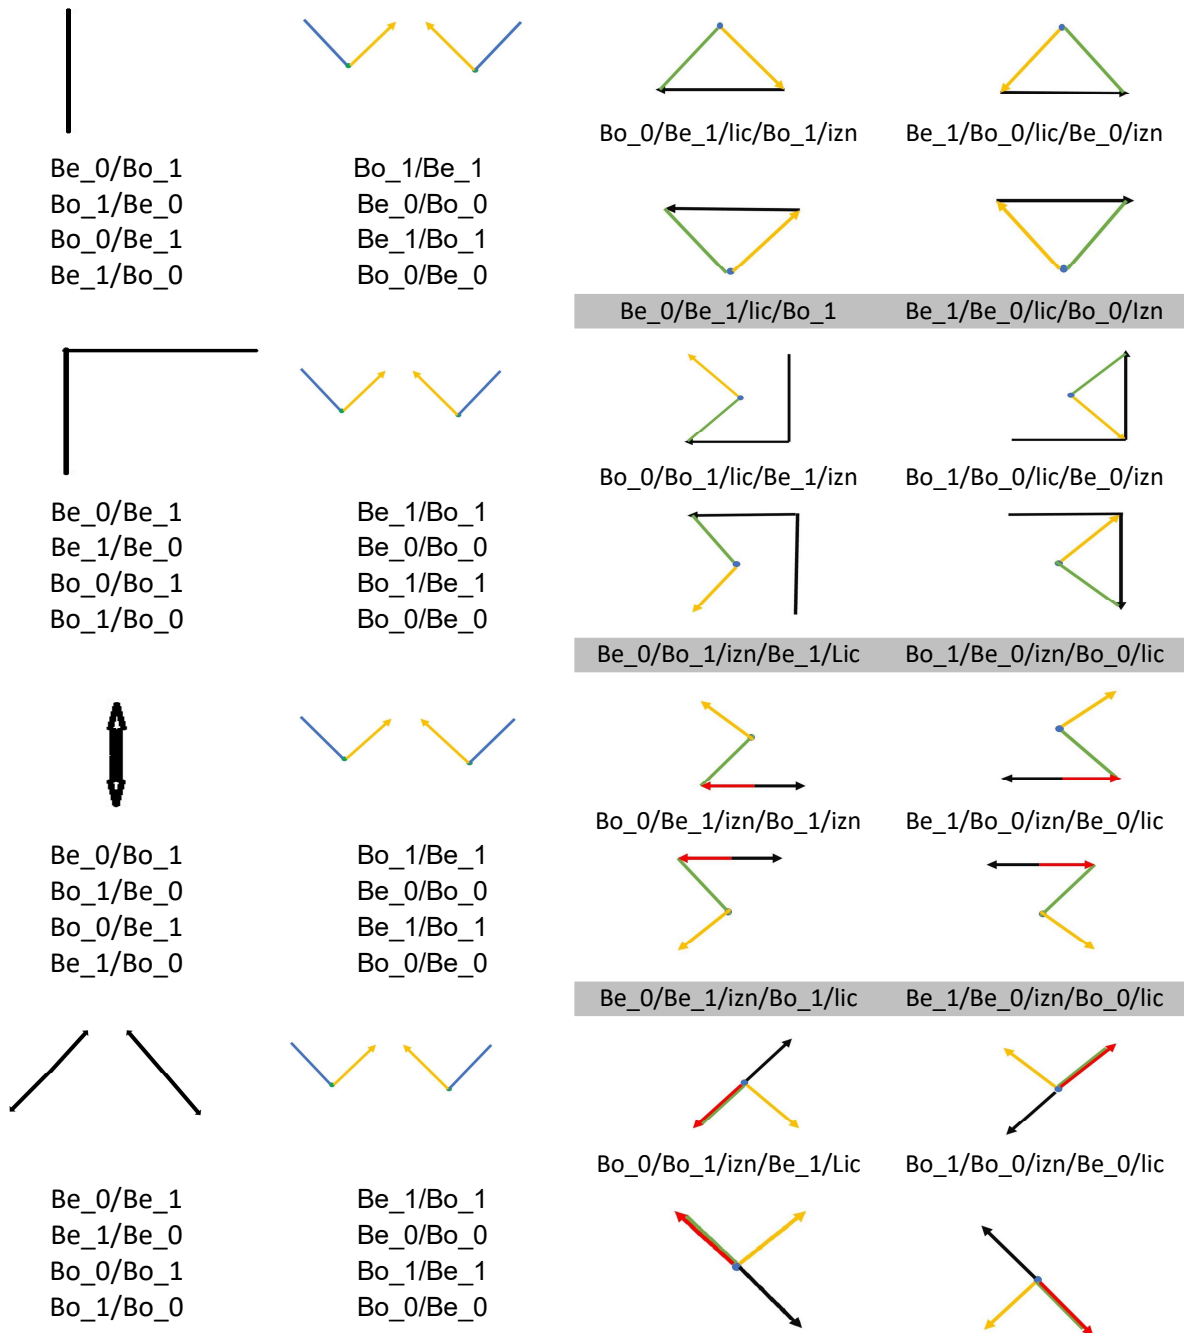 Bo_0/Be_1/lic/Bo_1/izn
Be_1/Bo_0/lic/Be_0/izn
Be_0/Bo_1
Bo_1/Be_0
Bo_0/Be_1
Be_1/Bo_0
Bo_1/Be_1
Be_0/Bo_0
Be_1/Bo_1
Bo_0/Be_0
Be_0/Be_1/lic/Bo_1
Be_1/Be_0/lic/Bo_0/Izn
Bo_0/Bo_1/lic/Be_1/izn
Bo_1/Bo_0/lic/Be_0/izn
Be_0/Be_1
Be_1/Be_0
Bo_0/Bo_1
Bo_1/Bo_0
Be_1/Bo_1
Be_0/Bo_0
Bo_1/Be_1
Bo_0/Be_0
Be_0/Bo_1/izn/Be_1/Lic
Bo_1/Be_0/izn/Bo_0/lic
Bo_0/Be_1/izn/Bo_1/izn
Be_1/Bo_0/izn/Be_0/lic
Be_0/Bo_1
Bo_1/Be_0
Bo_0/Be_1
Be_1/Bo_0
Bo_1/Be_1
Be_0/Bo_0
Be_1/Bo_1
Bo_0/Be_0
Be_0/Be_1/izn/Bo_1/lic
Be_1/Be_0/izn/Bo_0/lic
Bo_0/Bo_1/izn/Be_1/Lic
Bo_1/Bo_0/izn/Be_0/lic
Be_0/Be_1
Be_1/Be_0
Bo_0/Bo_1
Bo_1/Bo_0
Be_1/Bo_1
Be_0/Bo_0
Bo_1/Be_1
Bo_0/Be_0